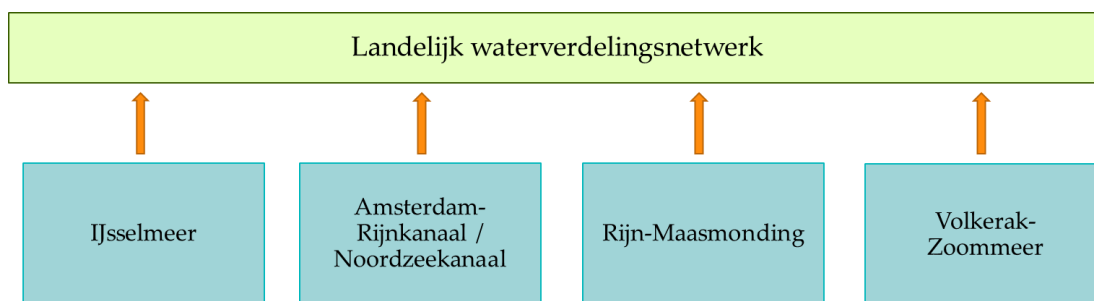 Landelijk waterverdelingsnetwerk
IJsselmeer
Amsterdam-
Rijnkanaal /
Noordzeekanaal
Rijn-Maasmonding
Volkerak-
Zoommeer